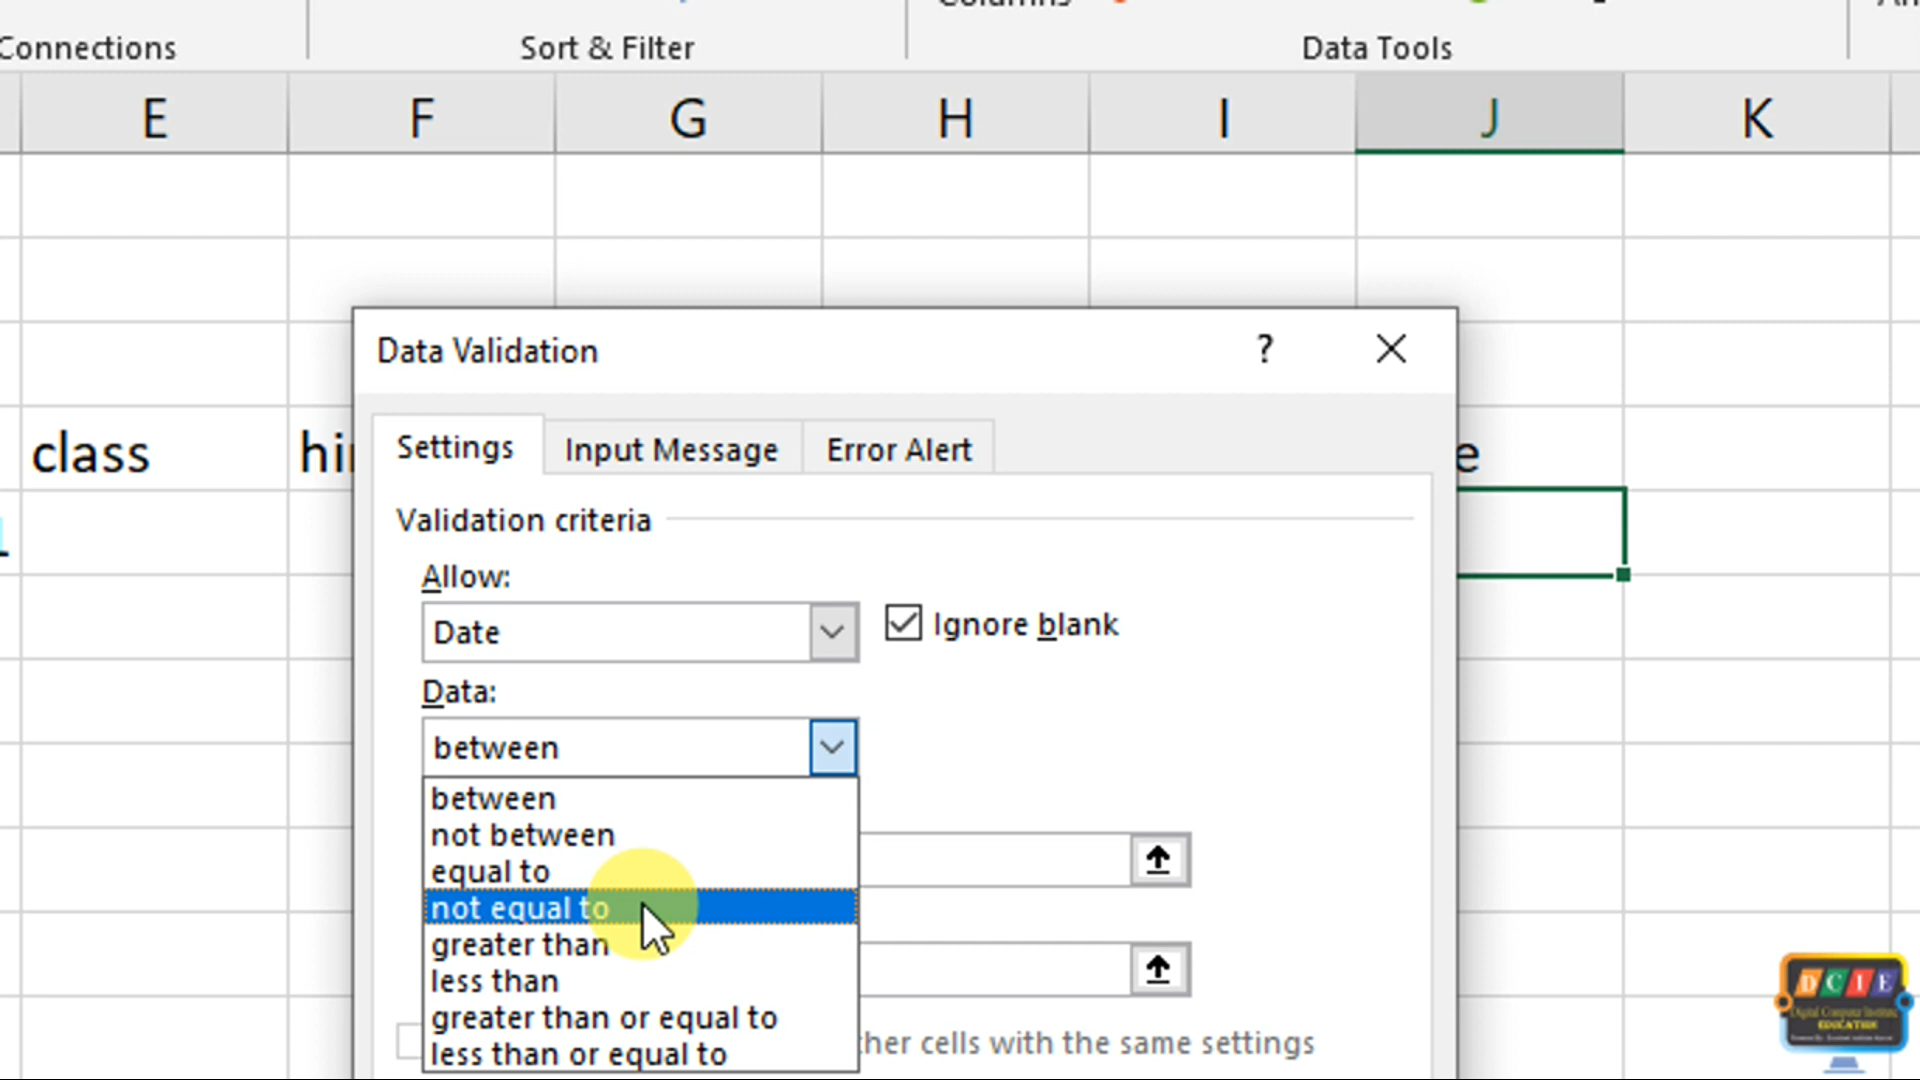 Connections
Sort & Filter
Data Tools
E
F
G
H
I
J
K
Data Validation
?
class
Settings
Input Message
Error Alert
e
Validation criteria
Allow:
Date
Ignore blank
Data:
between
between
not between
equal to
not equal to
greater than
less than
greater than or equal to
less than or equal to
her cells with the same settings
D C I E
EDUCATION